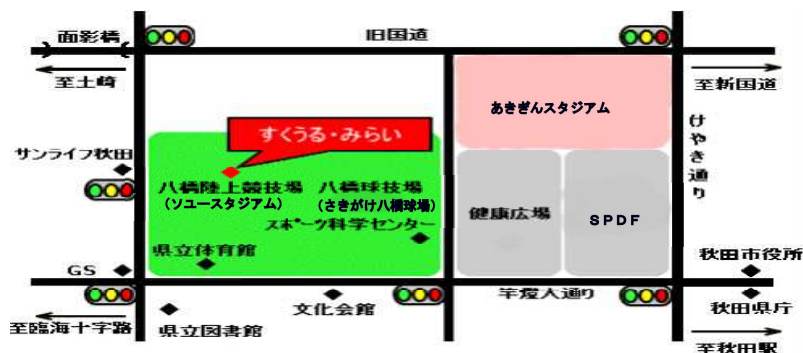 面影橋
旧国道
至土崎
至新国道
あきぎんスタジアム
けやき通り
すくうる・みらい
サンライフ秋田
八橋陸上競技場
(ソユースタジアム)
八橋球技場
(さきがけ八橋球場)
スポーツ科学センター
健康広場
SPDF
県立体育館
GS
秋田市役所
竿燈大通り
文化会館
秋田県庁
至臨海十字路
県立図書館
至秋田駅